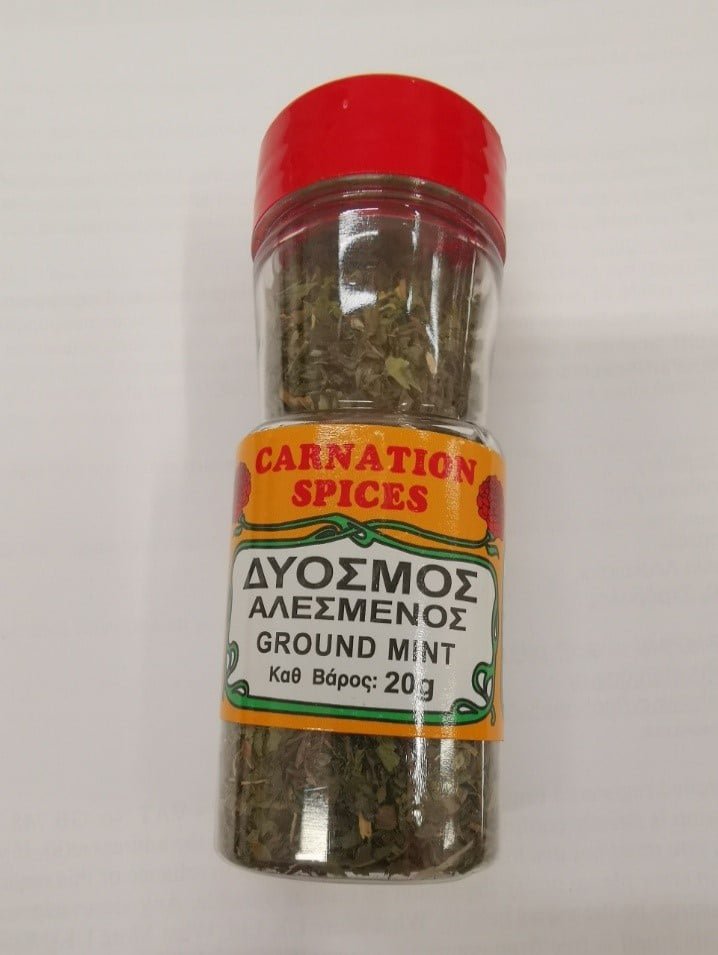 CARNATION
SPICES
ΔΥΟΣΜΟΣ
ΑΛΕΣΜΕΝΟΣ
GROUND MINT
Καθ Βάρος: 20g